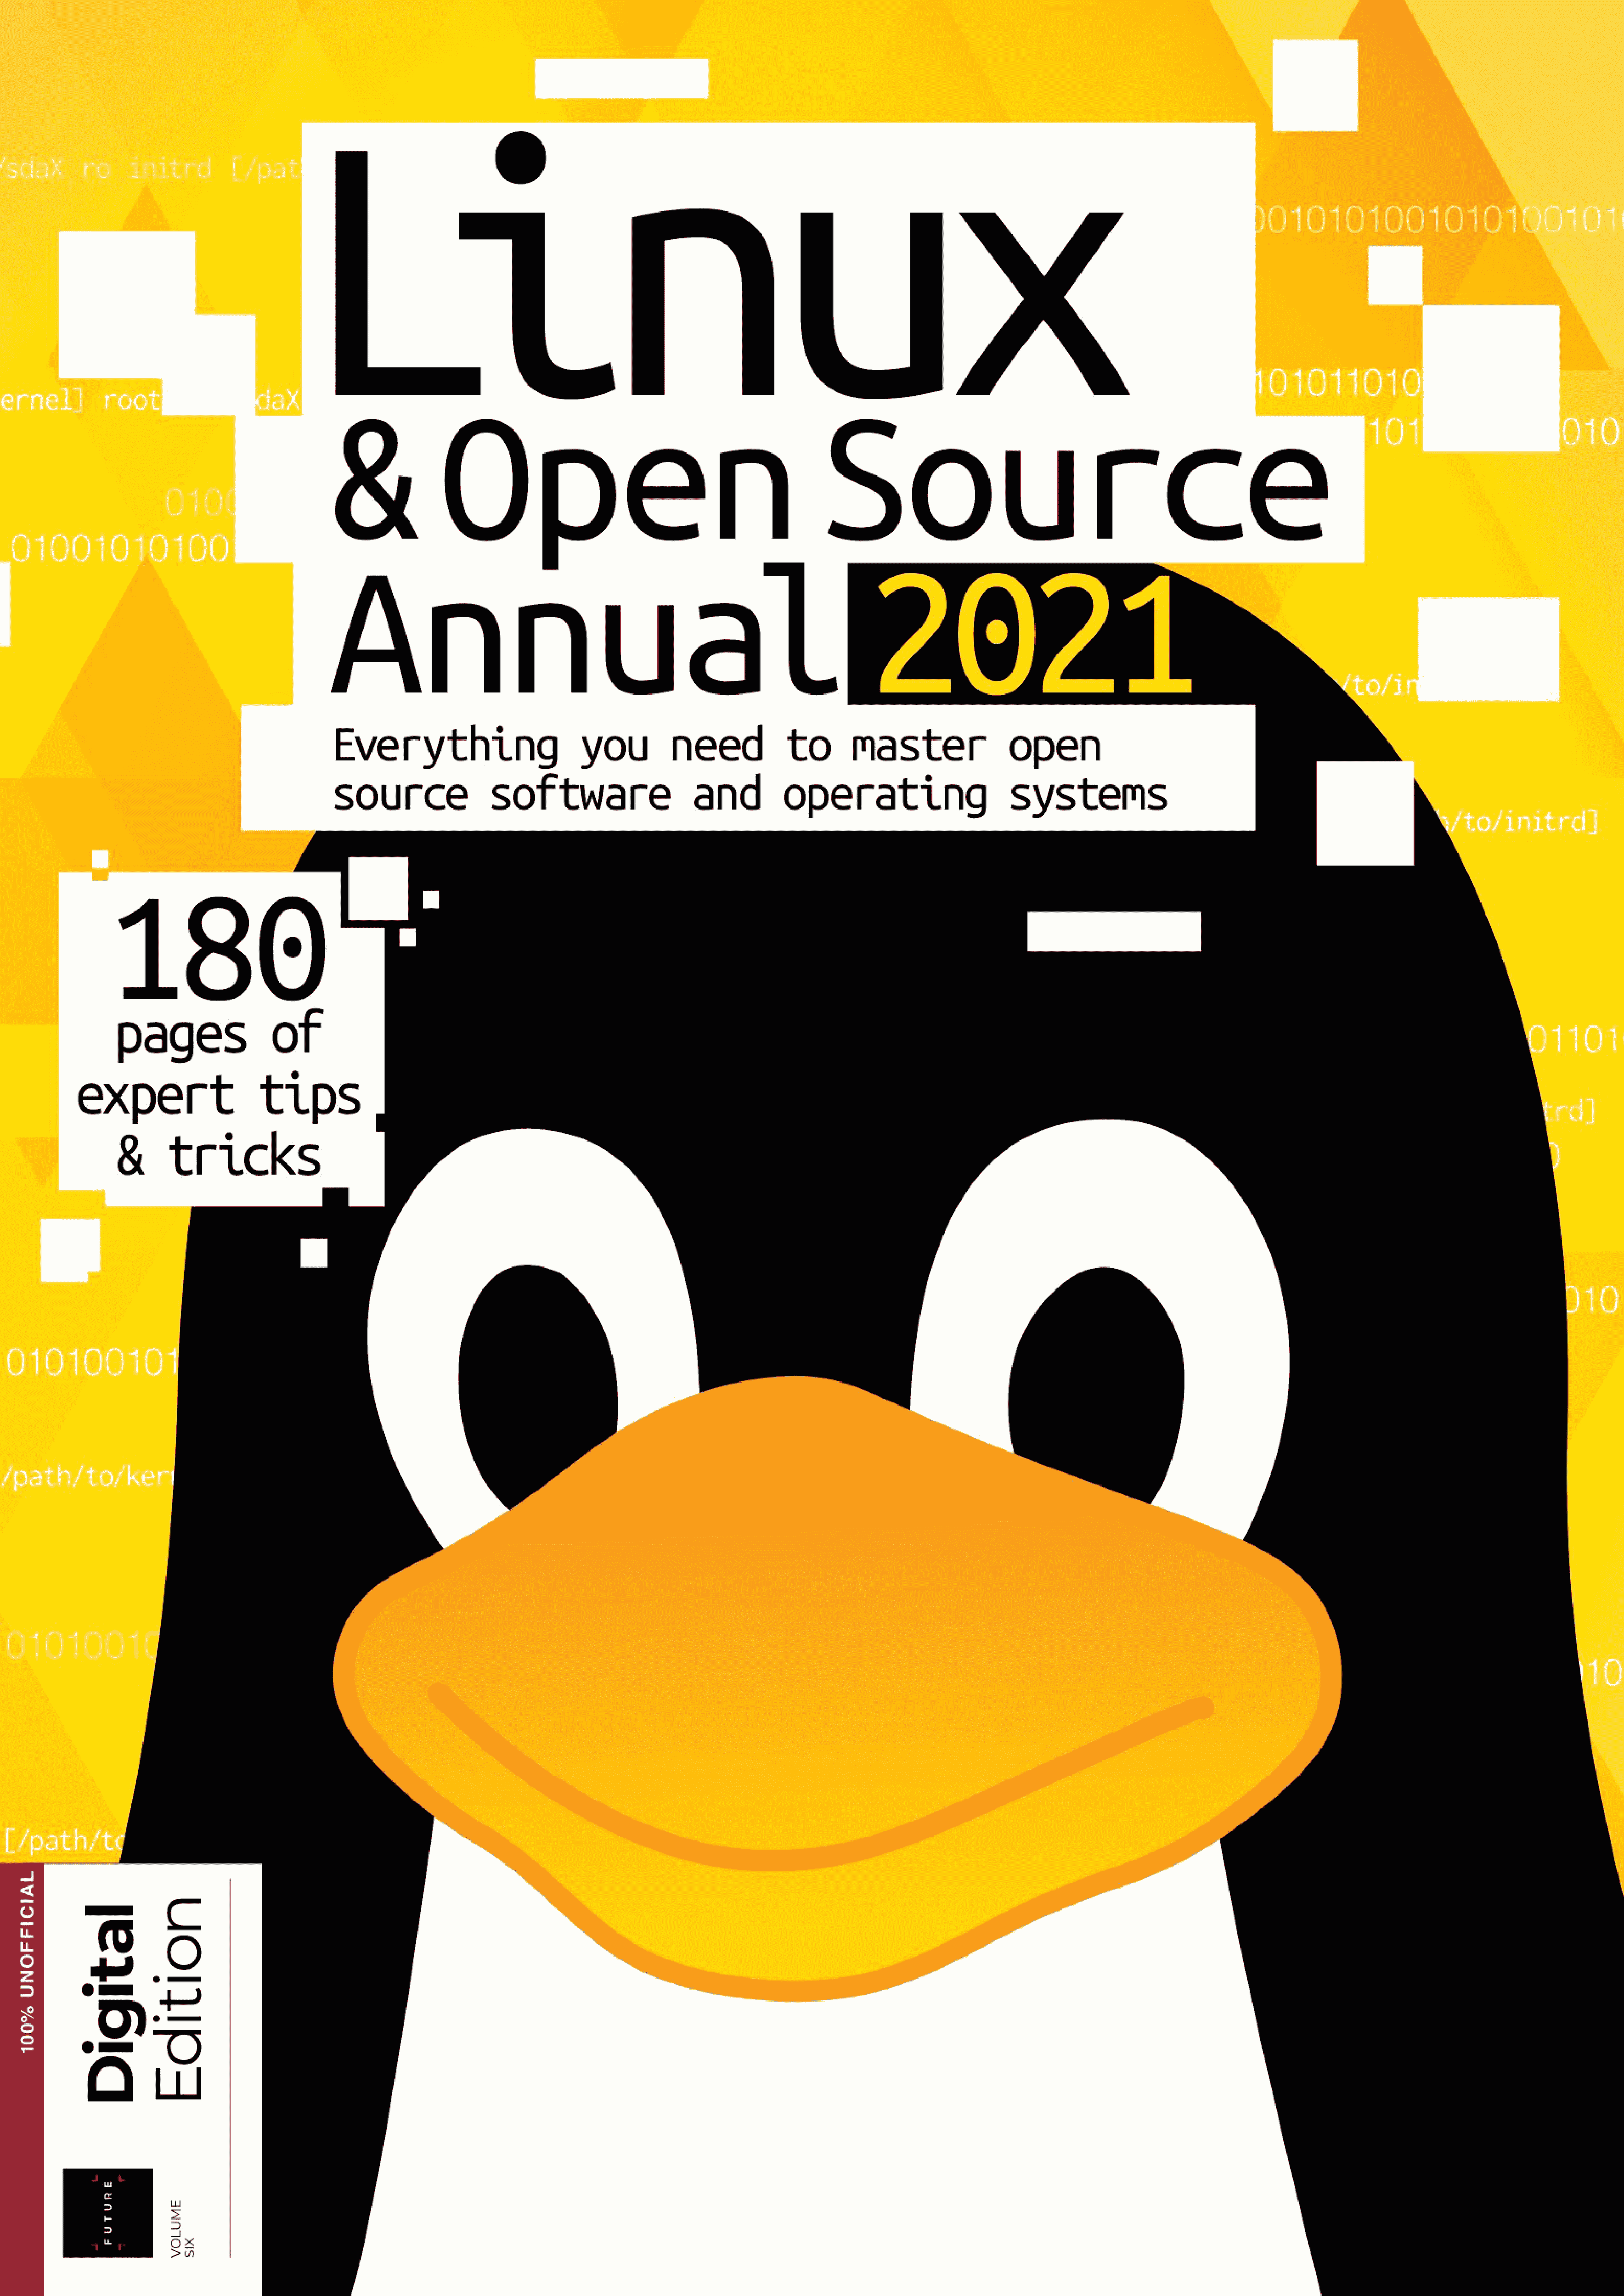 /sdaX ro initrd [/pat
Linux
0010101001010100101
ernel] root
daX
101011010
101
010
& Open Source
0100
01001010100
Annual 2021
/to/in
Everything you need to master open
source software and operating systems
/to/initrd]
180
pages of
expert tips
& tricks
01101
trd]
010
010100101
/path/to/ker
01010010
10
[/path/to
100% UNOFFICIAL
Digital
Edition
FUTURE
VOLUME
SIX